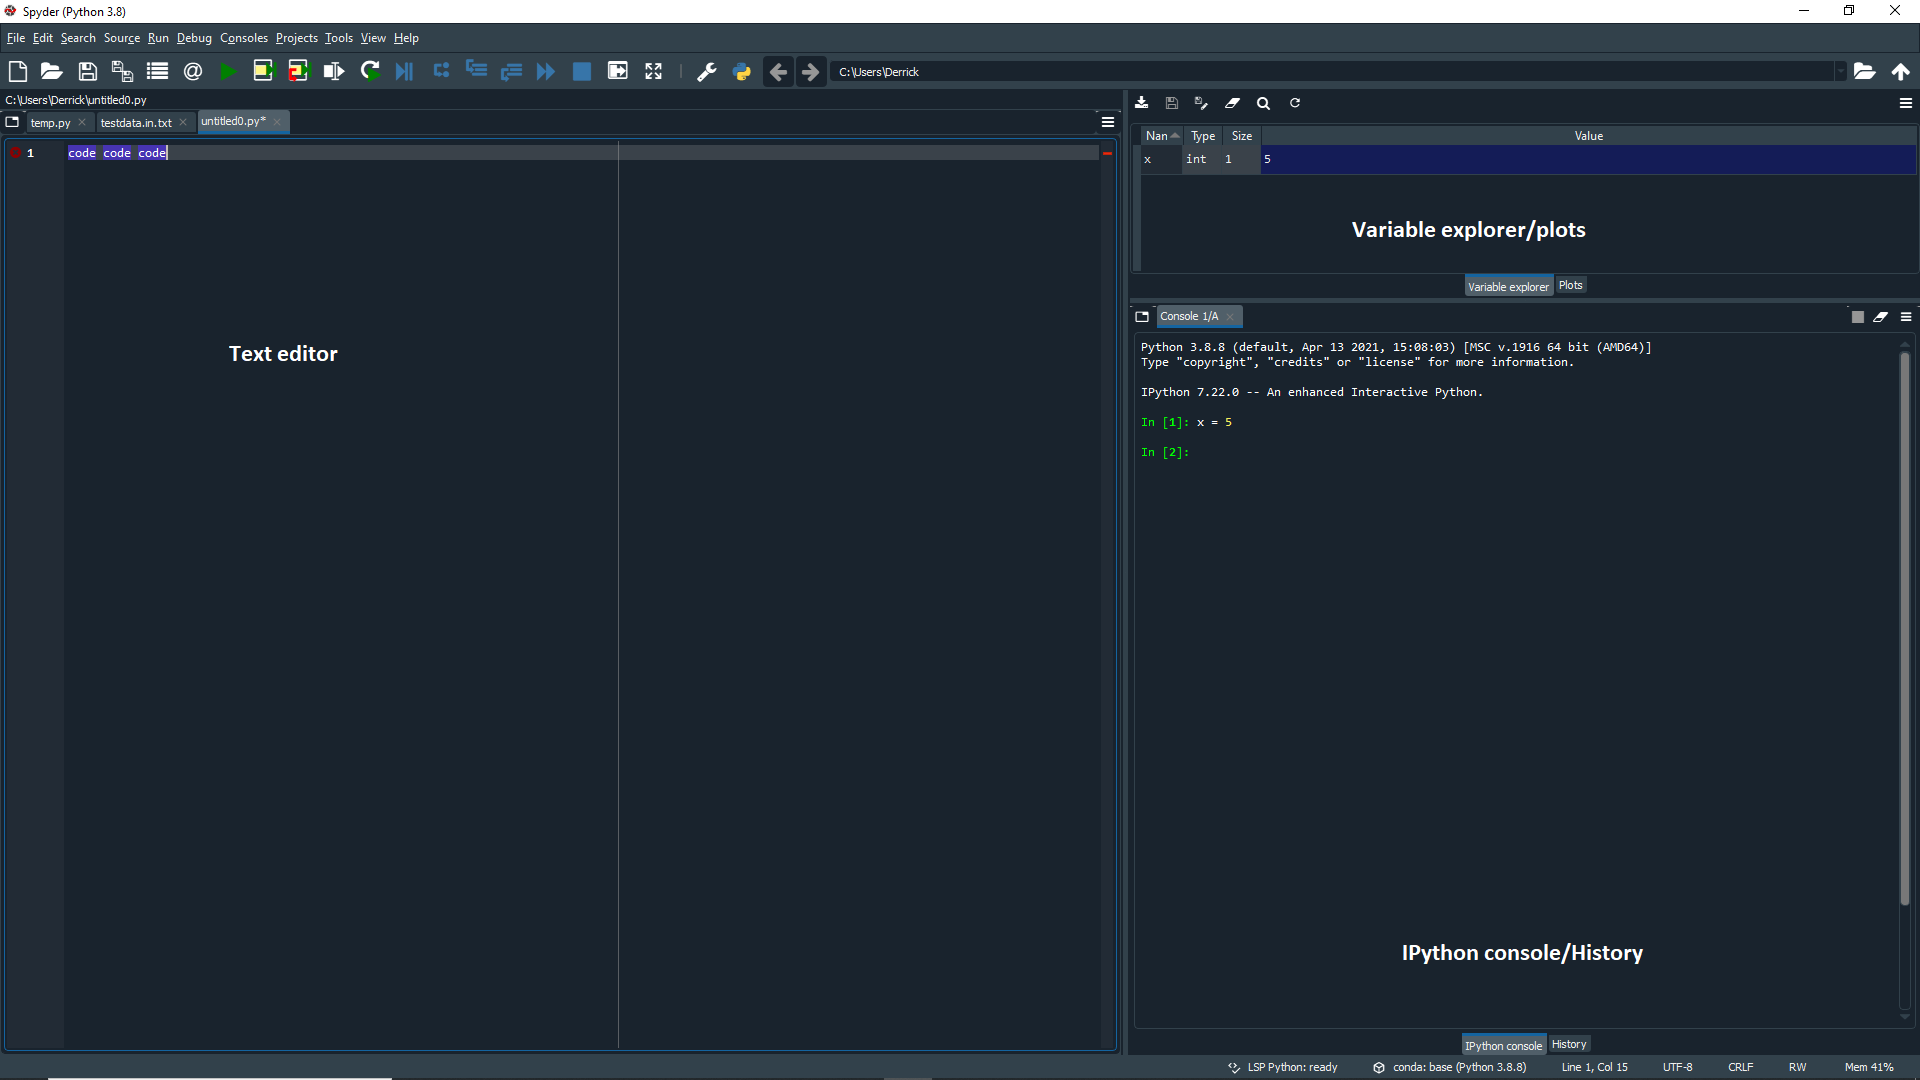 Spyder (Python 3.8)
File Edit Search Source Run Debug Consoles Projects Tools View Help
C:\Users\Derrick
C:\Users\Derrick\untitled0.py
temp.py testdata.in.txt untitled0.py*
1 code code code
Text editor
Nan Type Size Value
x int 1 5
Variable explorer/plots
Variable explorer Plots
Console 1/A
Python 3.8.8 (default, Apr 13 2021, 15:08:03) [MSC v.1916 64 bit (AMD64)]
Type "copyright", "credits" or "license" for more information.
IPython 7.22.0 -- An enhanced Interactive Python.
In [1]: x = 5
In [2]:
IPython console/History
IPython console History
LSP Python: ready conda: base (Python 3.8.8) Line 1, Col 15 UTF-8 CRLF RW Mem 41%